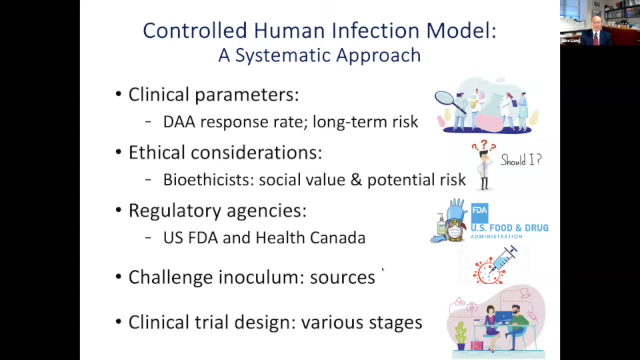 Controlled Human Infection Model:
A Systematic Approach
• Clinical parameters:
- DAA response rate; long-term risk
• Ethical considerations:
- Bioethicists: social value & potential risk
? ? ?
Should I?
• Regulatory agencies:
- US FDA and Health Canada
FDA
U.S. FOOD & DRUG
ADMINISTRATION
• Challenge inoculum: sources
• Clinical trial design: various stages